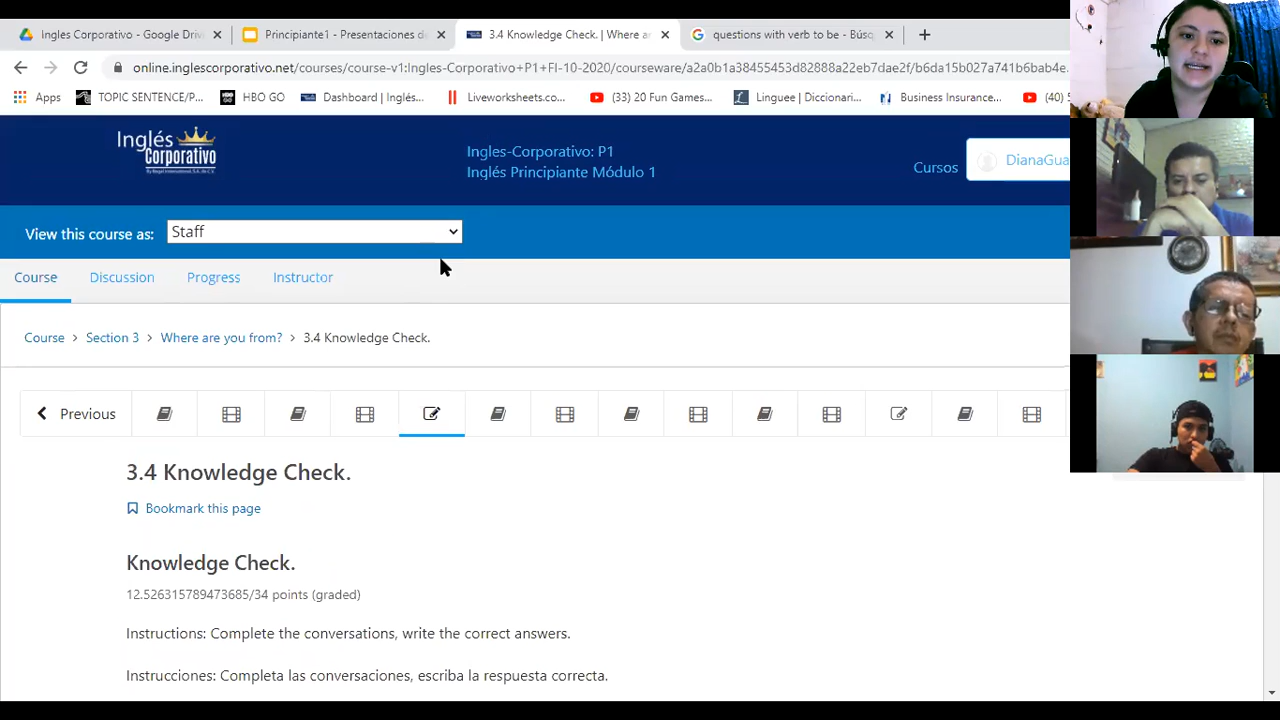 Ingles Corporativo - Google Driv
Principiante1 - Presentaciones de
3.4 Knowledge Check. | Where a
questions with verb to be - Búsq
online.inglescorporativo.net/courses/course-v1:Ingles-Corporativo+P1+FI-10-2020/courseware/a2a0b1a38455453d82888a22eb7dae2f/b6da15b027a741b6bab4e.
Apps
TOPIC SENTENCE/P...
HBO GO
Dashboard | Inglés...
Liveworksheets.co...
(33) 20 Fun Games...
Linguee | Diccionari...
Business Insurance...
(40)
Inglés
Corporativo
Ingles-Corporativo: P1
Inglés Principiante Módulo 1
Cursos
DianaGua
View this course as:
Staff
Course
Discussion
Progress
Instructor
Course > Section 3 > Where are you from? > 3.4 Knowledge Check.
Previous
3.4 Knowledge Check.
Bookmark this page
Knowledge Check.
12.526315789473685/34 points (graded)
Instructions: Complete the conversations, write the correct answers.
Instrucciones: Completa las conversaciones, escriba la respuesta correcta.